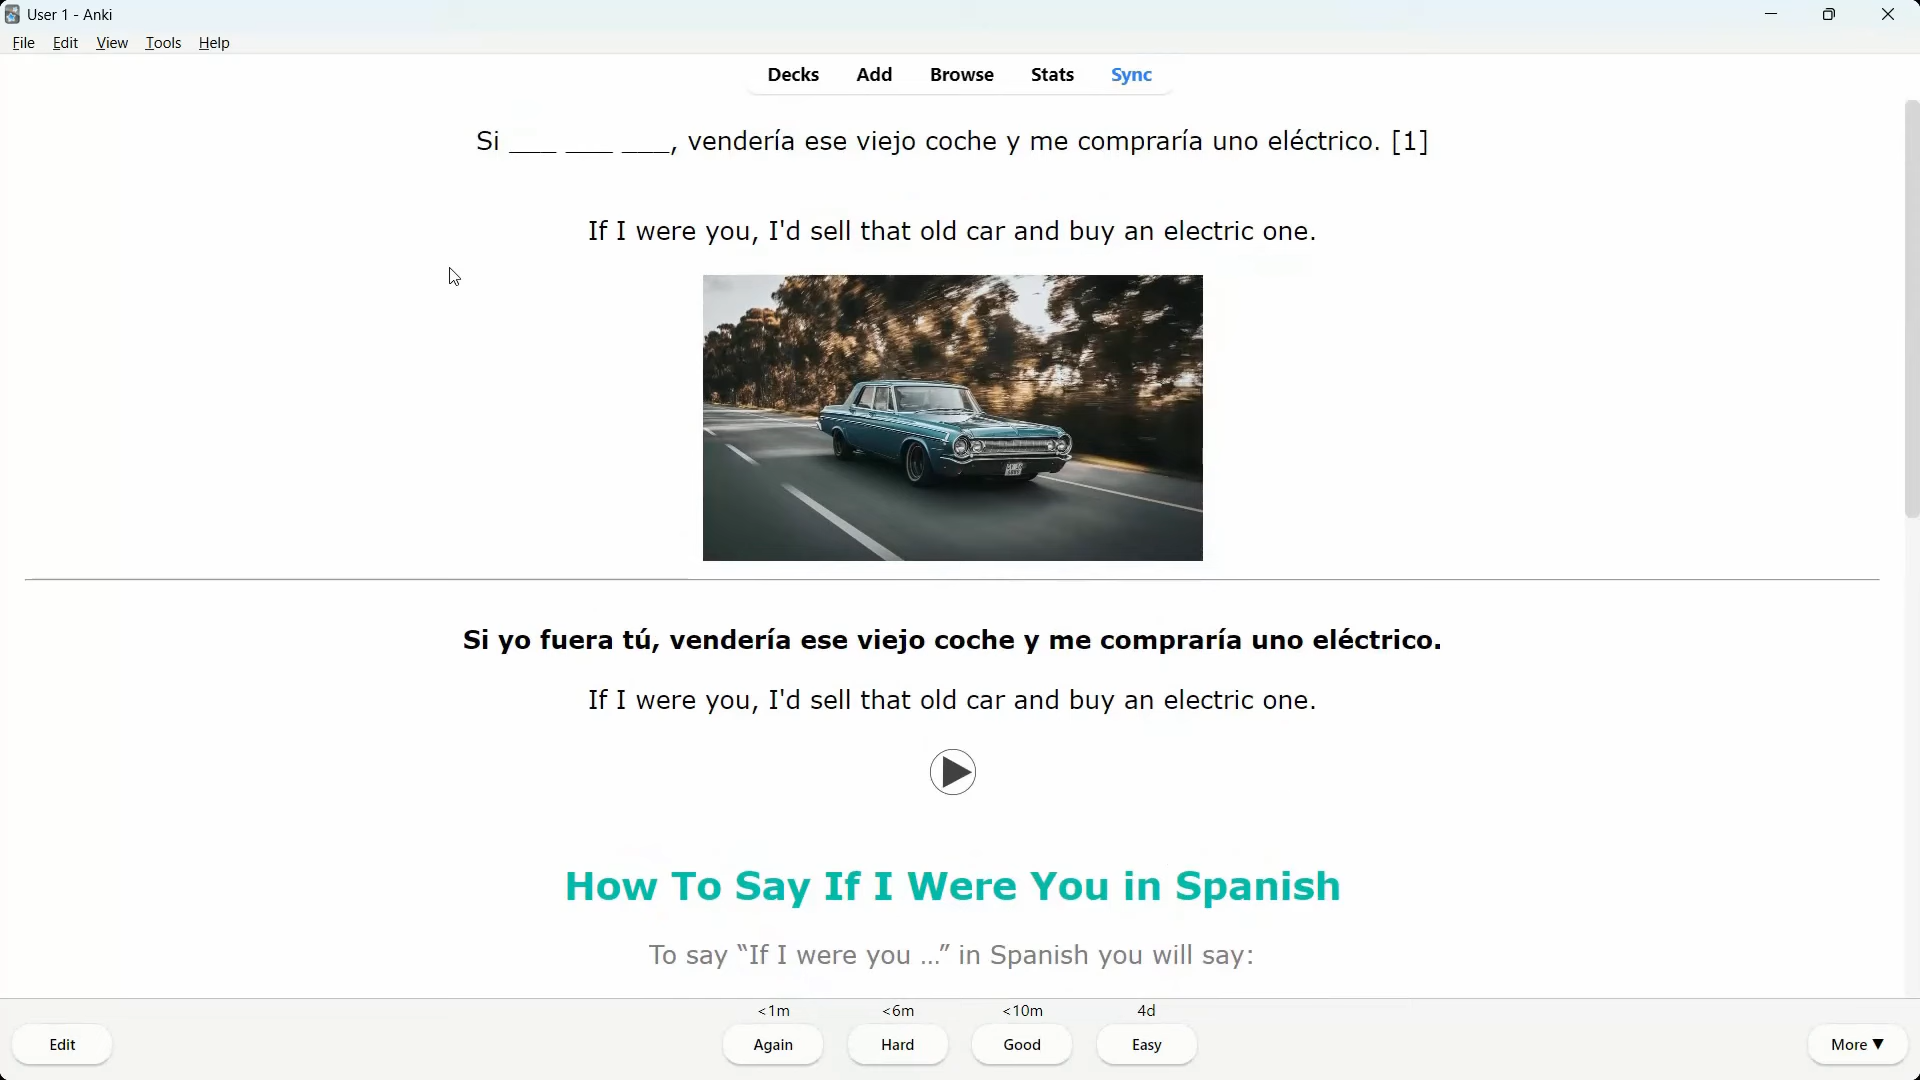 User 1 - Anki
File Edit View Tools Help
Decks Add Browse Stats Sync
Si ___ ___ ___, vendería ese viejo coche y me compraría uno eléctrico. [1]
If I were you, I'd sell that old car and buy an electric one.
Si yo fuera tú, vendería ese viejo coche y me compraría uno eléctrico.
If I were you, I'd sell that old car and buy an electric one.
How To Say If I Were You in Spanish
To say “If I were you …” in Spanish you will say:
<1m <6m <10m 4d
Edit Again Hard Good Easy More ▼